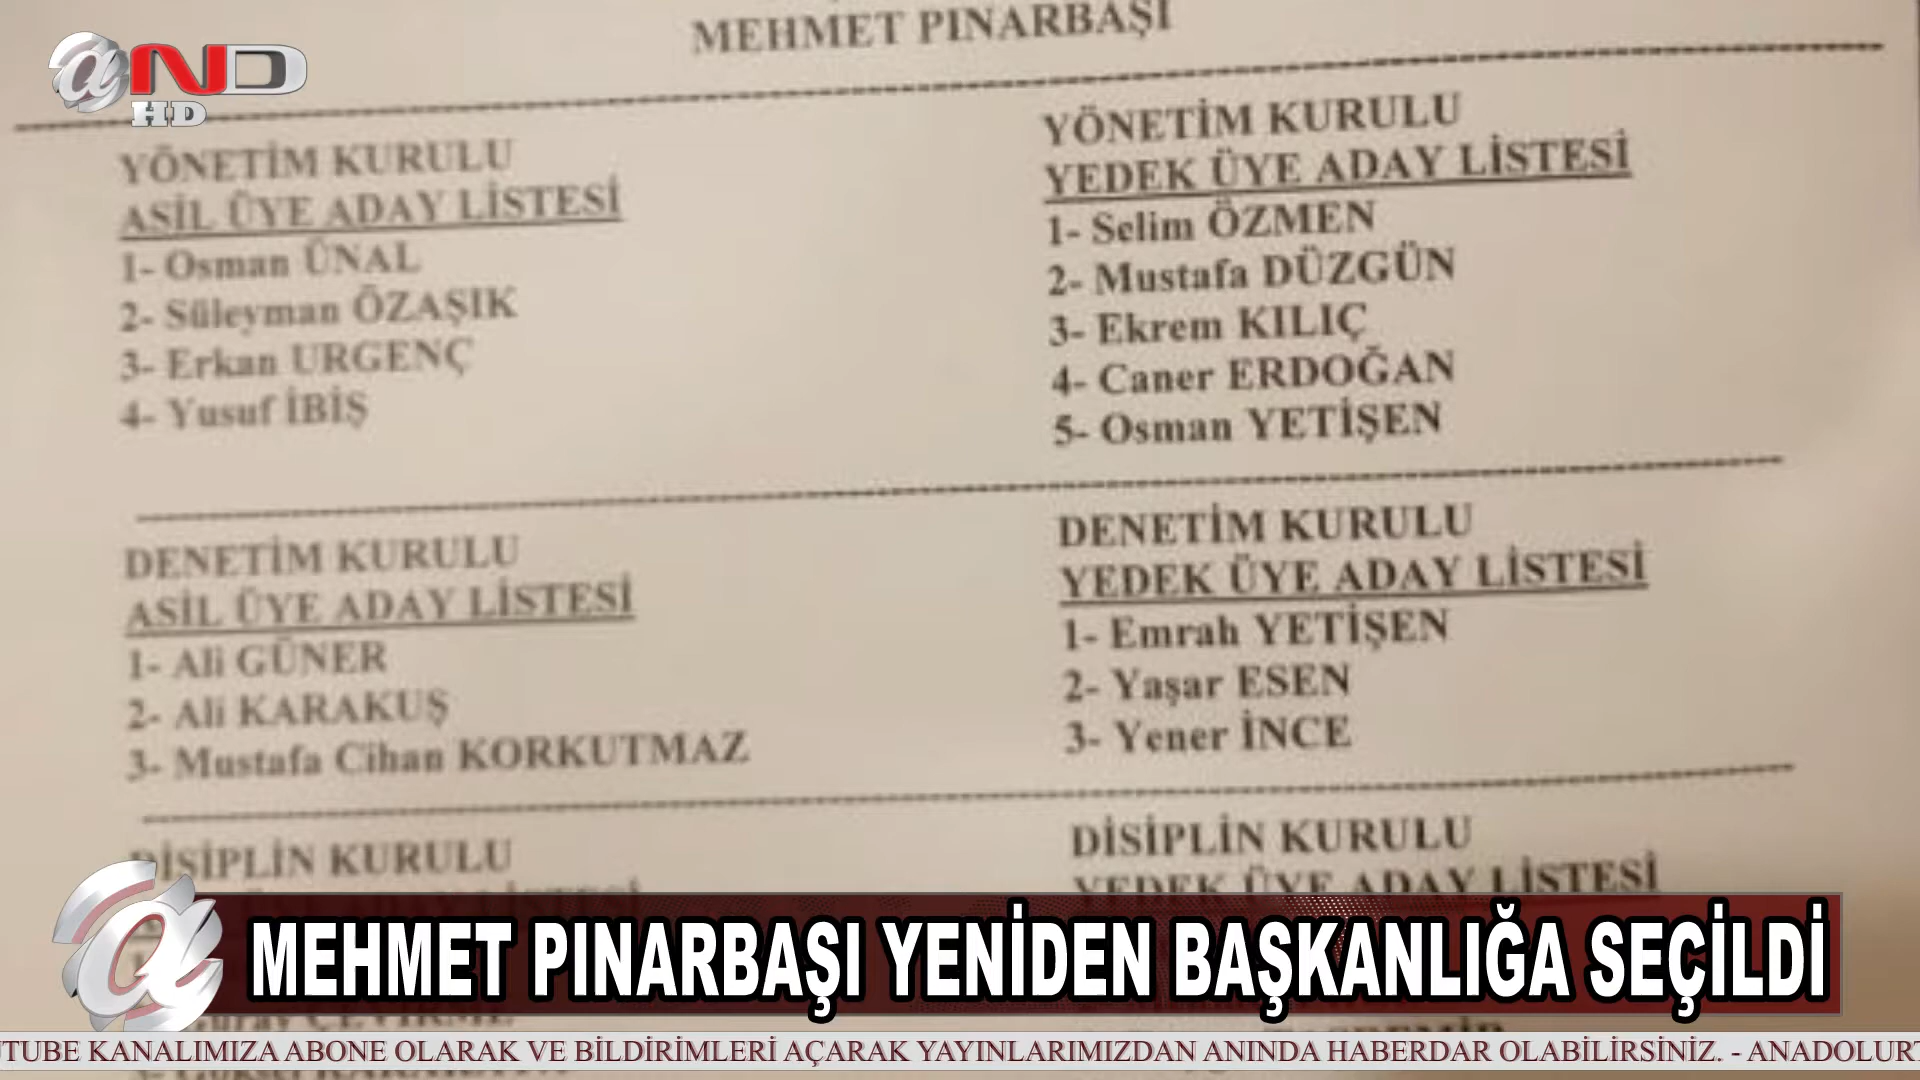 MEHMET PINARBAŞI
@ND
HD
YÖNETİM KURULU
ASİL ÜYE ADAY LİSTESİ
1- Osman ÜNAL
2- Süleyman ÖZAŞIK
3- Erkan URGENÇ
4- Yusuf İBİŞ
YÖNETİM KURULU
YEDEK ÜYE ADAY LİSTESİ
1- Selim ÖZMEN
2- Mustafa DÜZGÜN
3- Ekrem KILIÇ
4- Caner ERDOĞAN
5- Osman YETİŞEN
DENETİM KURULU
ASİL ÜYE ADAY LİSTESİ
1- Ali GÜNER
2- Ali KARAKUŞ
3- Mustafa Cihan KORKUTMAZ
DENETİM KURULU
YEDEK ÜYE ADAY LİSTESİ
1- Emrah YETİŞEN
2- Yaşar ESEN
3- Yener İNCE
DİSİPLİN KURULU
DİSİPLİN KURULU
YEDEK ÜYE ADAY LİSTESİ
MEHMET PINARBAŞI YENİDEN BAŞKANLIĞA SEÇİLDİ
UTUBE KANALIMIZA ABONE OLARAK VE BİLDİRİMLERİ AÇARAK YAYINLARIMIZDAN ANINDA HABERDAR OLABİLİRSİNİZ. - ANADOLURT